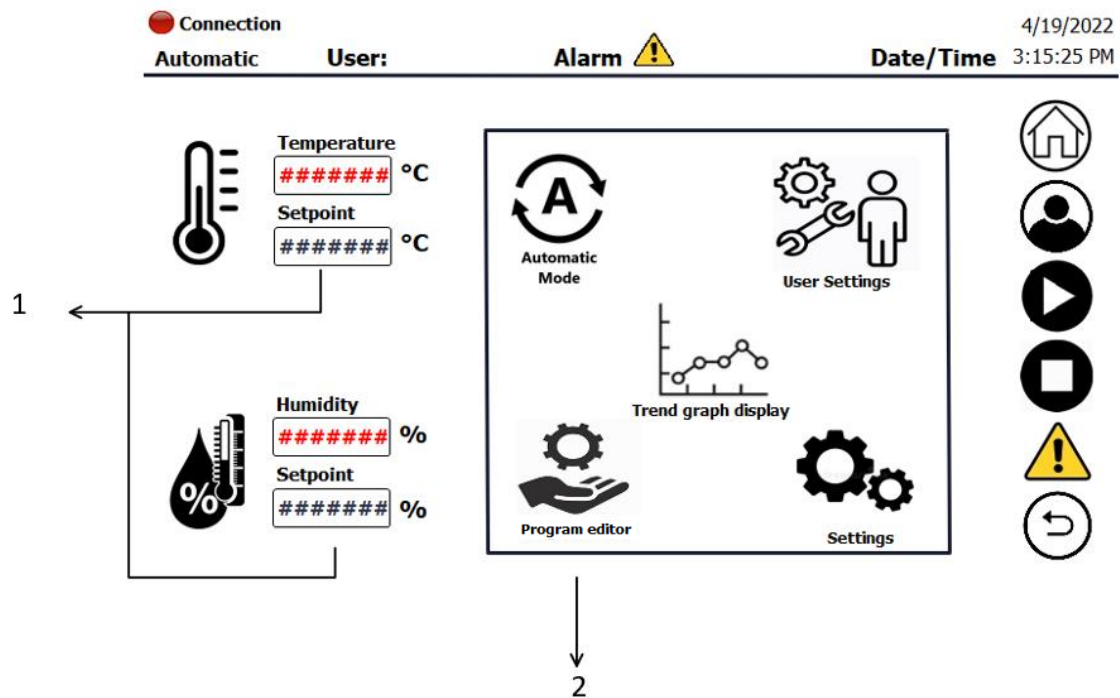 Connection
4/19/2022
Automatic User: Alarm Date/Time 3:15:25 PM
Temperature
####### °C
Setpoint
####### °C
1
Humidity
####### %
Setpoint
####### %
%
A
Automatic
Mode
User Settings
Trend graph display
Program editor
Settings
2